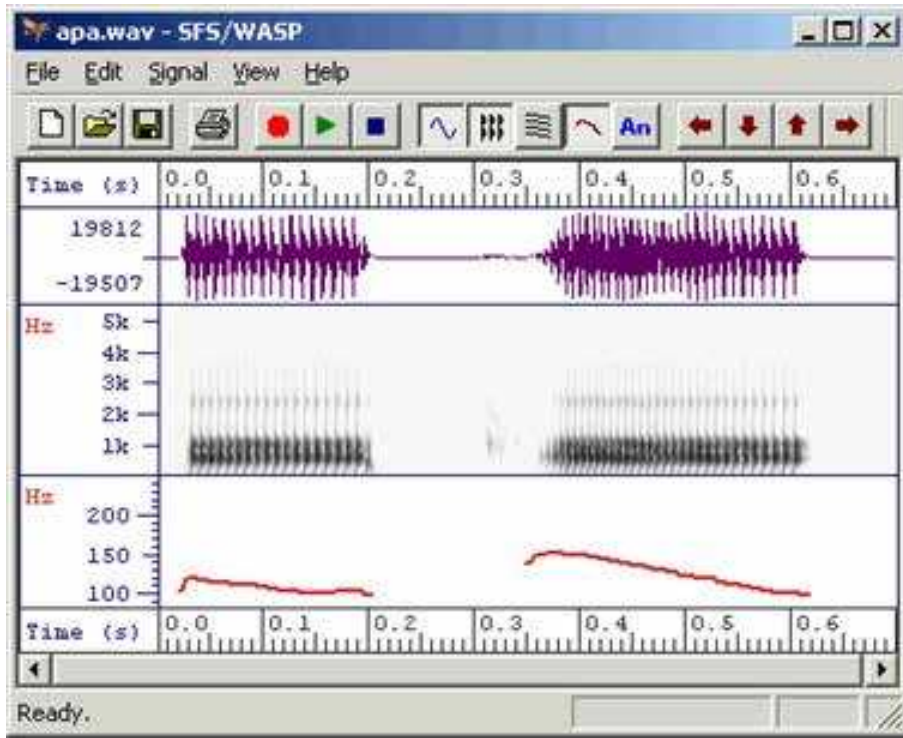 apa.wav - SFS/WASP
File Edit Signal View Help
An
Time (s) 0.0 0.1 0.2 0.3 0.4 0.5 0.6
19812
-19507
Hz 5k
4k
3k
2k
1k
Hz
200
150
100
Time (s) 0.0 0.1 0.2 0.3 0.4 0.5 0.6
Ready.